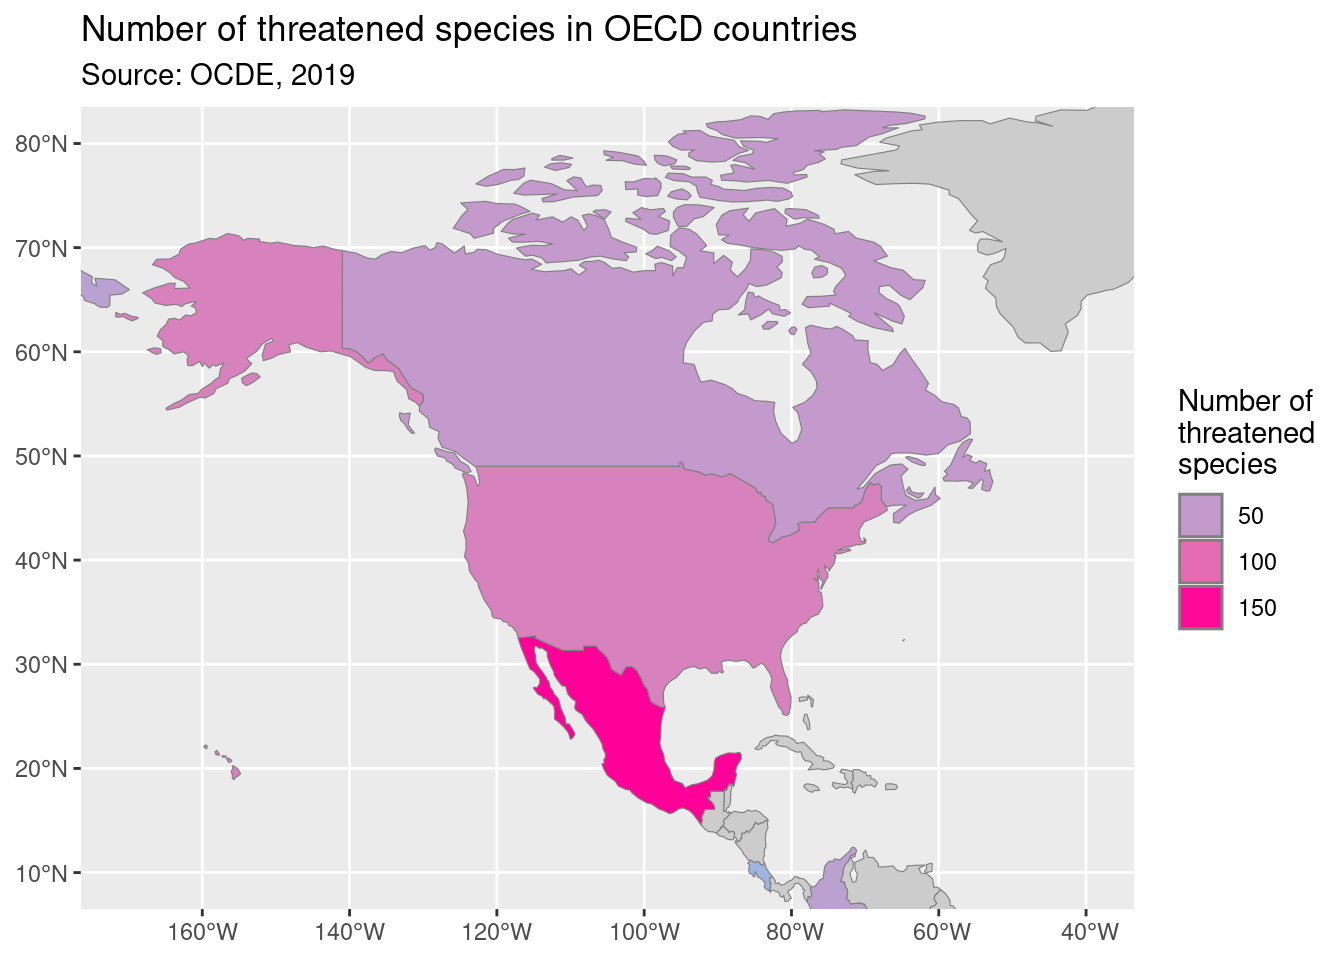 Number of threatened species in OECD countries
Source: OCDE, 2019
80°N
70°N
60°N
50°N
40°N
30°N
20°N
10°N
160°W
140°W
120°W
100°W
80°W
60°W
40°W
Number of
threatened
species
50
100
150